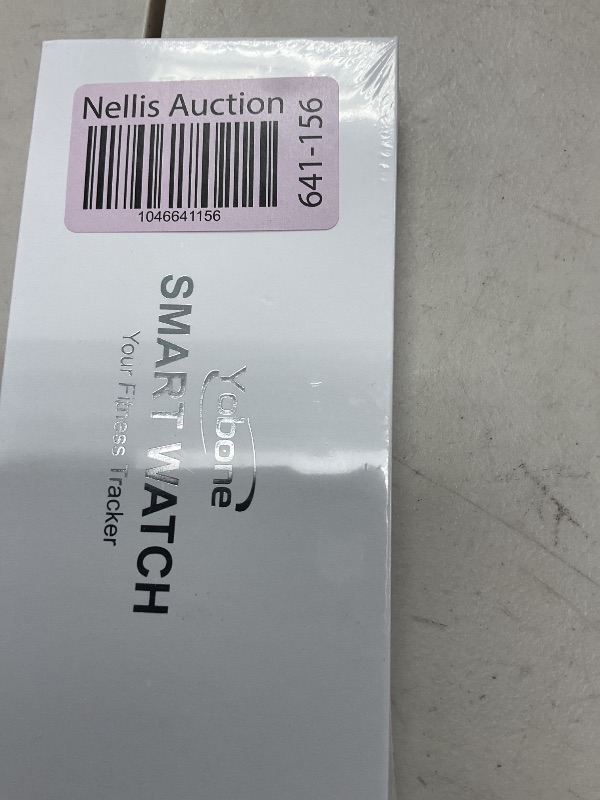 Nellis Auction
1046641156
641-156
Yobone
SMART WATCH
Your Fitness Tracker